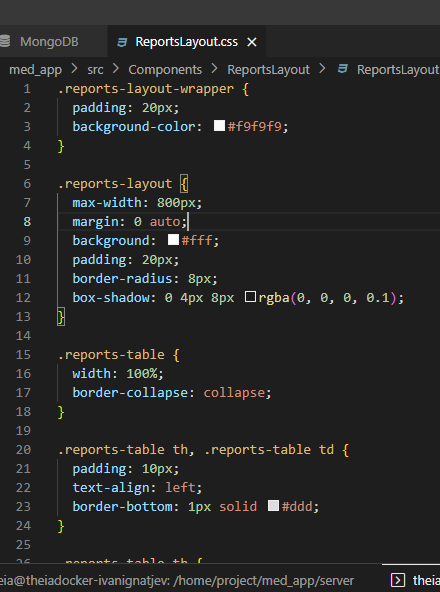 MongoDB
ReportsLayout.css
med_app > src > Components > ReportsLayout > ReportsLayout
1 .reports-layout-wrapper {
2 padding: 20px;
3 background-color: #f9f9f9;
4 }
5
6 .reports-layout {
7 max-width: 800px;
8 margin: 0 auto;
9 background: #fff;
10 padding: 20px;
11 border-radius: 8px;
12 box-shadow: 0 4px 8px rgba(0, 0, 0, 0.1);
13 }
14
15 .reports-table {
16 width: 100%;
17 border-collapse: collapse;
18 }
19
20 .reports-table th, .reports-table td {
21 padding: 10px;
22 text-align: left;
23 border-bottom: 1px solid #ddd;
24 }
25
26 .reports-table th {
eia@theiadocker-ivanignatjev: /home/project/med_app/server
theia